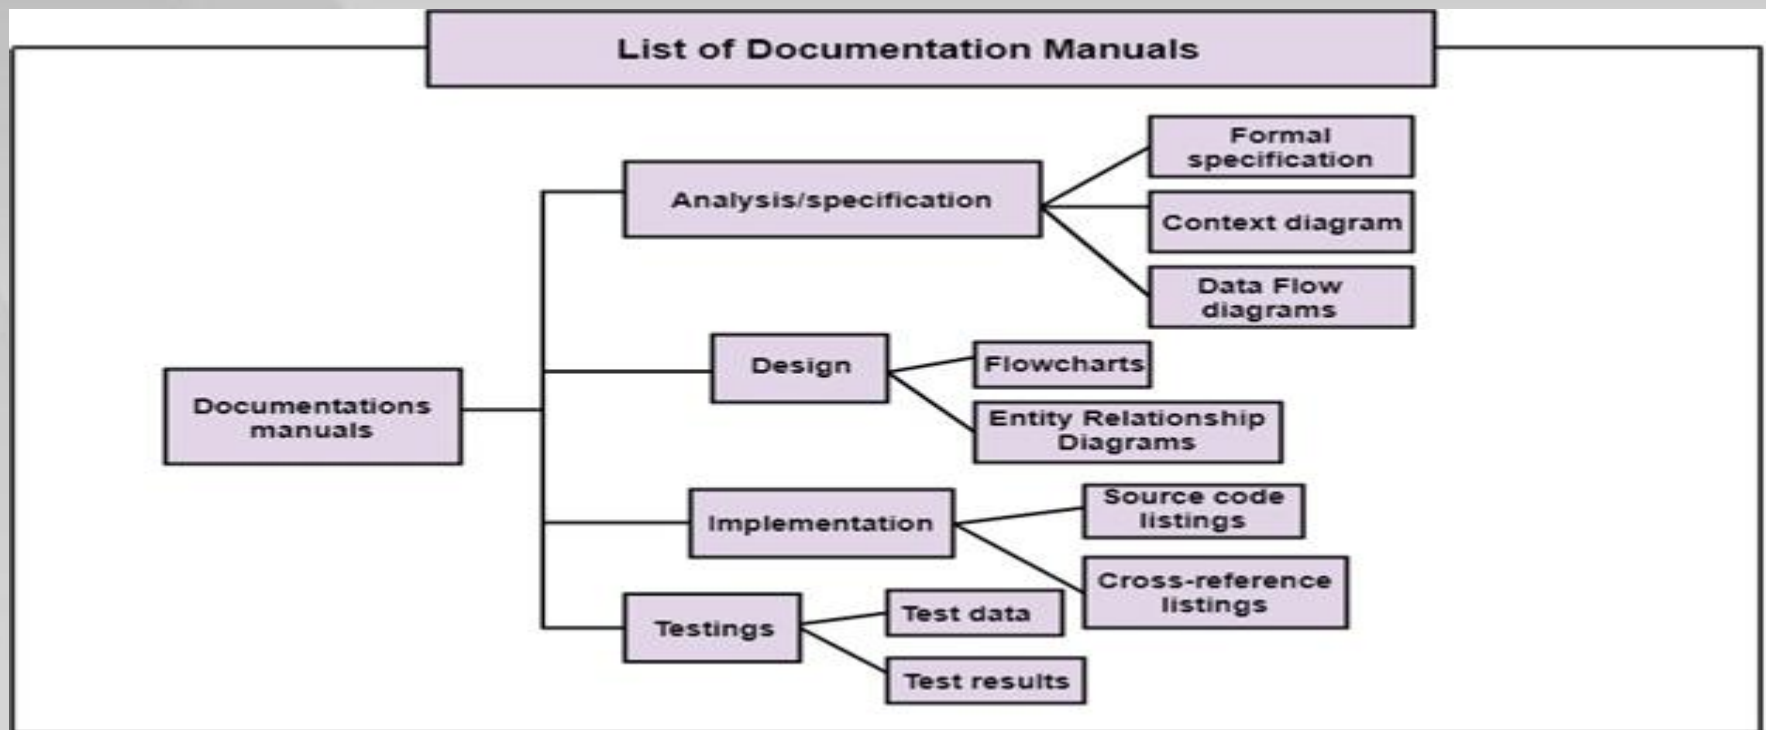 List of Documentation Manuals
Formal
specification
Analysis/specification
Context diagram
Data Flow
diagrams
Design
Flowcharts
Documentations
manuals
Entity Relationship
Diagrams
Implementation
Source code
listings
Cross-reference
listings
Testings
Test data
Test results